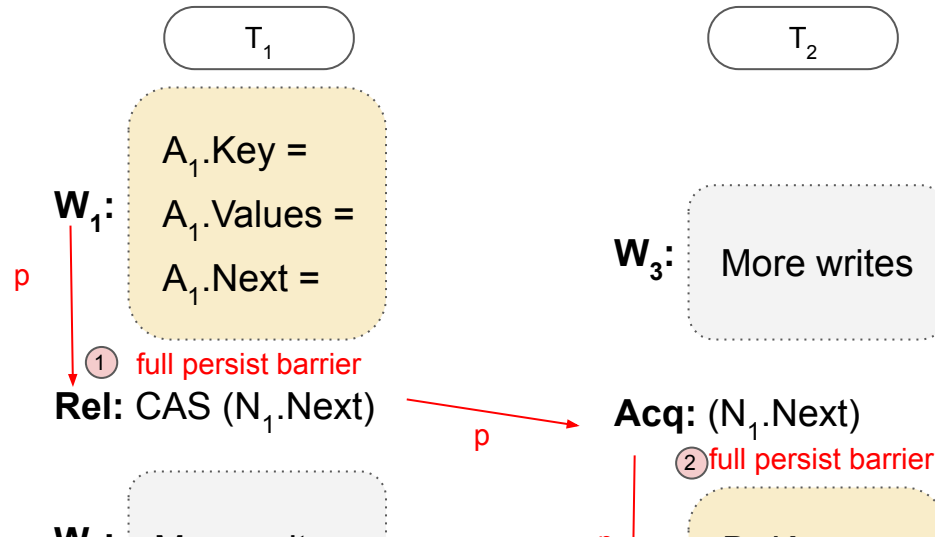 T1
T2
A1.Key =
W1:
A1.Values =
A1.Next =
W3:
More writes
p
1 full persist barrier
Rel: CAS (N1.Next)
p
Acq: (N1.Next)
2 full persist barrier